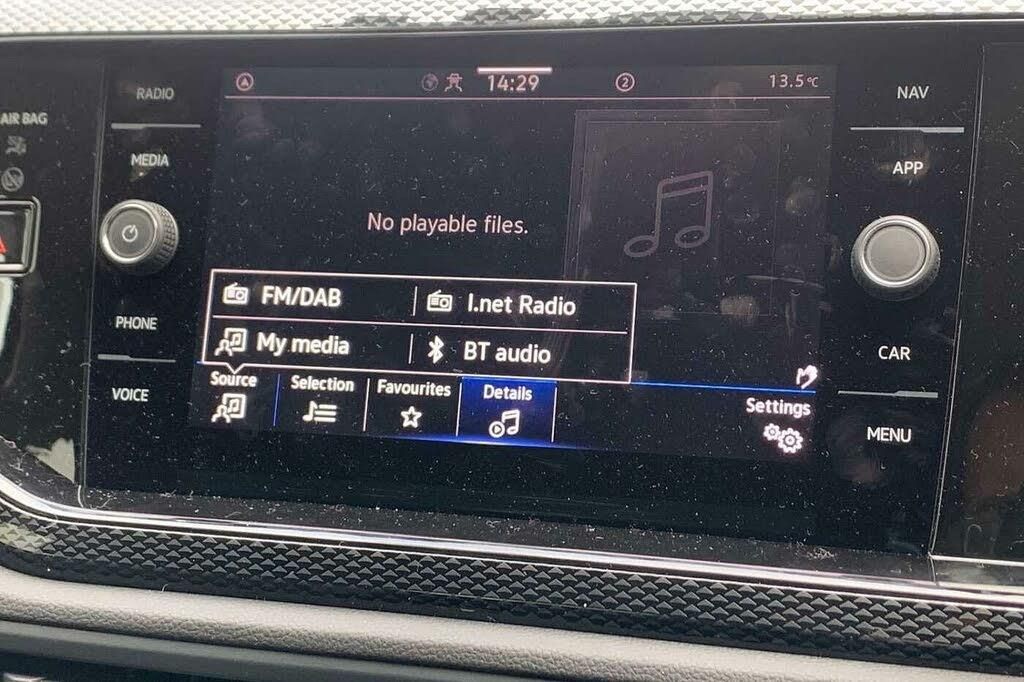 AIR BAG
RADIO
MEDIA
PHONE
VOICE
14:29
2
13.5°C
No playable files.
FM/DAB
I.net Radio
My media
BT audio
Source
Selection
Favourites
Details
Settings
NAV
APP
CAR
MENU